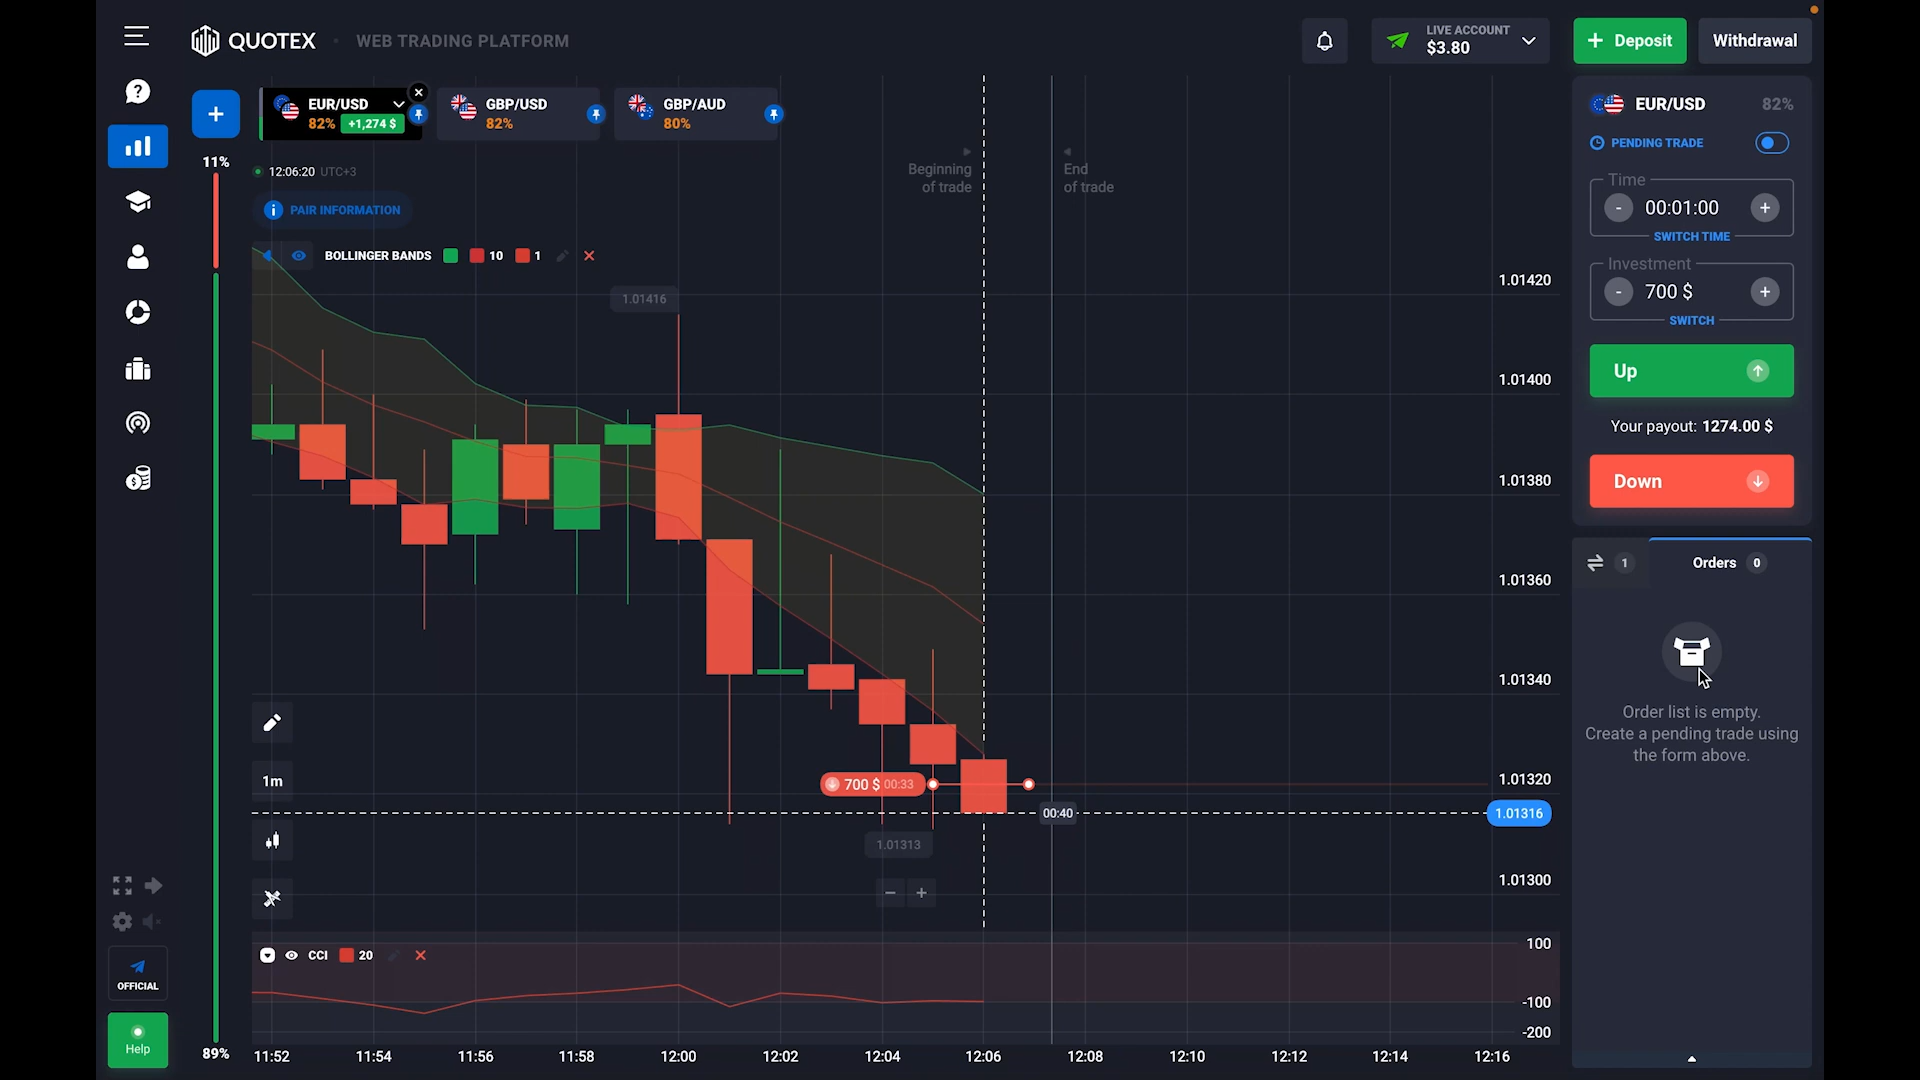 QUOTEX
WEB TRADING PLATFORM
LIVE ACCOUNT
$3.80
+ Deposit
Withdrawal
+
EUR/USD
82% +1,274 $
GBP/USD
82%
GBP/AUD
80%
EUR/USD 82%
PENDING TRADE
11%
12:06:20 UTC+3
Beginning
of trade
End
of trade
Time
- 00:01:00 +
SWITCH TIME
i PAIR INFORMATION
BOLLINGER BANDS 10 1
Investment
- 700 $ +
SWITCH
1.01416
1.01420
1.01400
1.01380
1.01360
1.01340
1.01320
1.01300
Up
Your payout: 1274.00 $
Down
1
Orders 0
Order list is empty.
Create a pending trade using
the form above.
1m
700 $ 00:33
00:40
1.01316
1.01313
- +
CCI 20
100
-100
-200
OFFICIAL
Help
89%
11:52 11:54 11:56 11:58 12:00 12:02 12:04 12:06 12:08 12:10 12:12 12:14 12:16